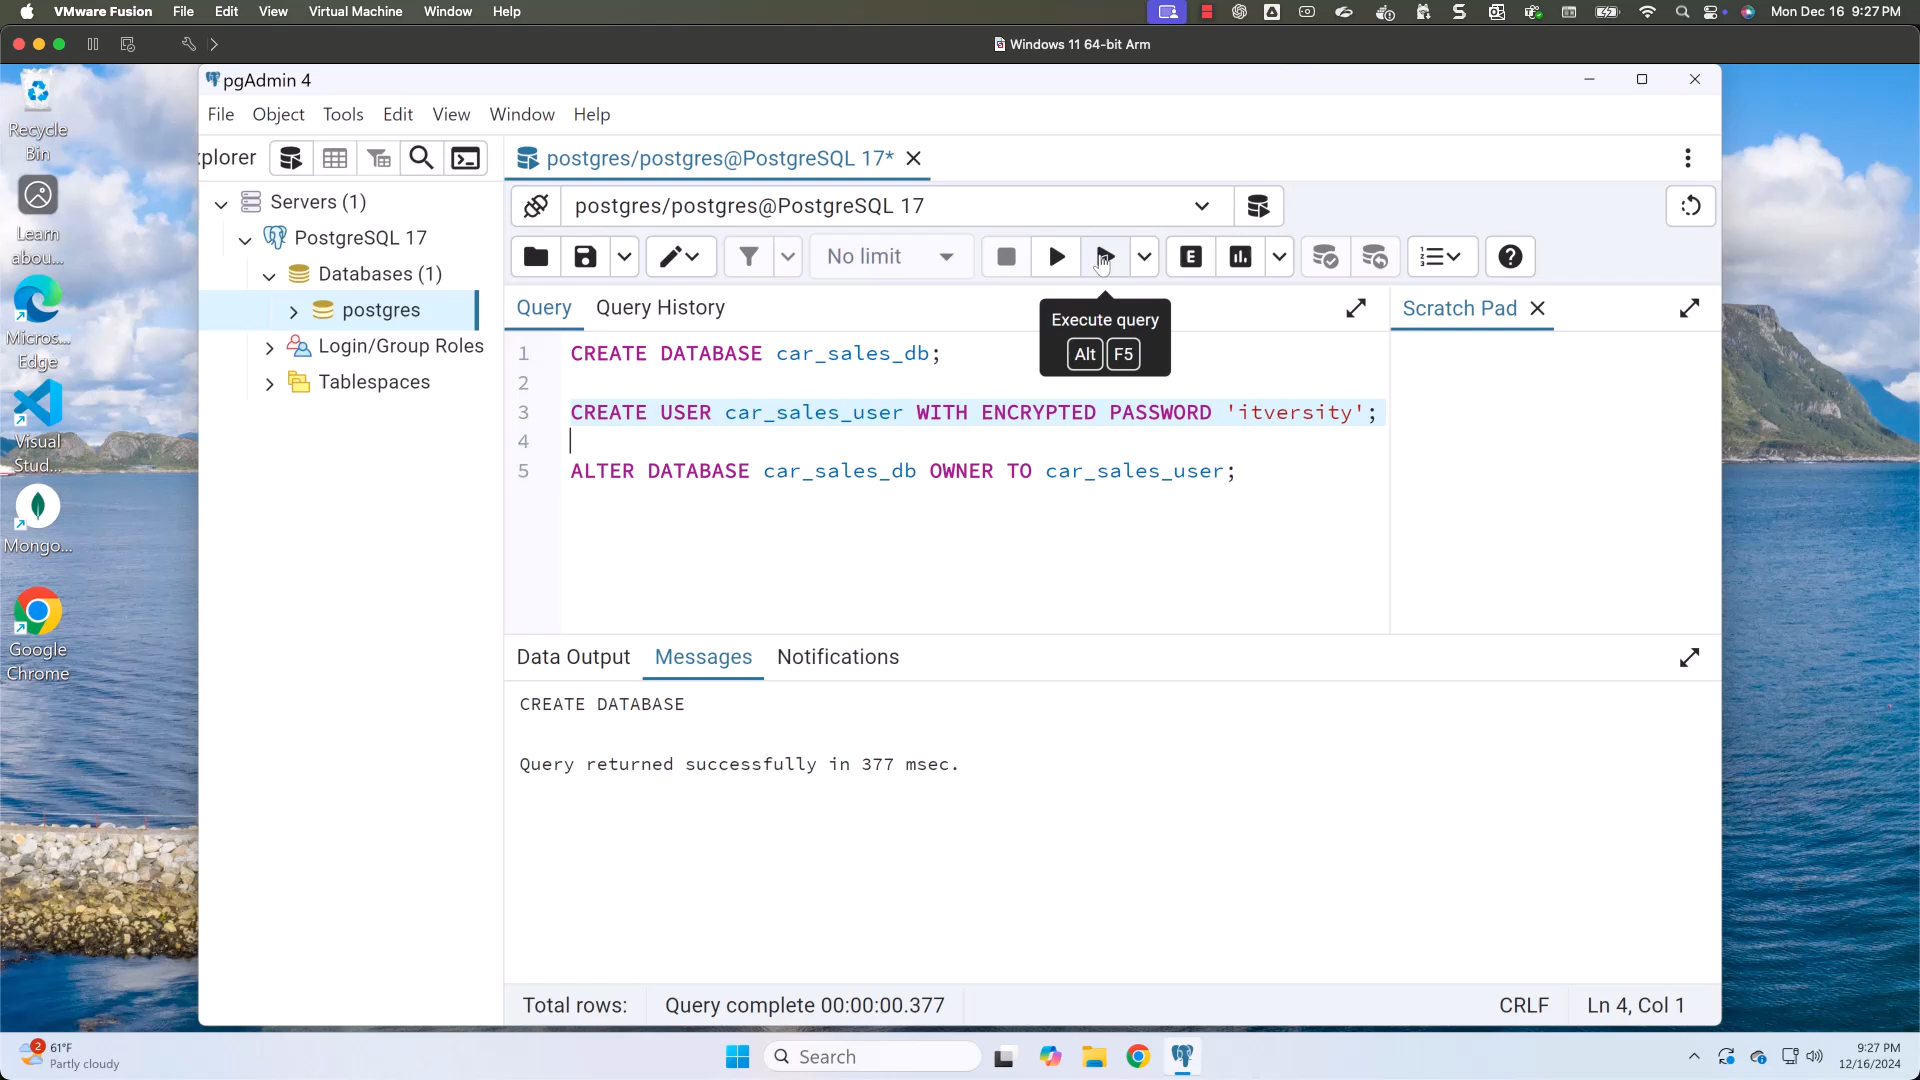 VMware Fusion File Edit View Virtual Machine Window Help Mon Dec 16 9:27 PM
Windows 11 64-bit Arm
Recycle
Bin
Learn
abou...
Micros...
Edge
Visual
Stud...
Mongo...
Google
Chrome
pgAdmin 4
File Object Tools Edit View Window Help
plorer
Servers (1)
PostgreSQL 17
Databases (1)
postgres
Login/Group Roles
Tablespaces
postgres/postgres@PostgreSQL 17*
postgres/postgres@PostgreSQL 17
No limit
E
Query Query History
Scratch Pad
Execute query
Alt F5
1 CREATE DATABASE car_sales_db;
2
3 CREATE USER car_sales_user WITH ENCRYPTED PASSWORD 'itversity';
4
5 ALTER DATABASE car_sales_db OWNER TO car_sales_user;
Data Output Messages Notifications
CREATE DATABASE
Query returned successfully in 377 msec.
Total rows: Query complete 00:00:00.377 CRLF Ln 4, Col 1
2
61°F
Partly cloudy
Search
9:27 PM
12/16/2024